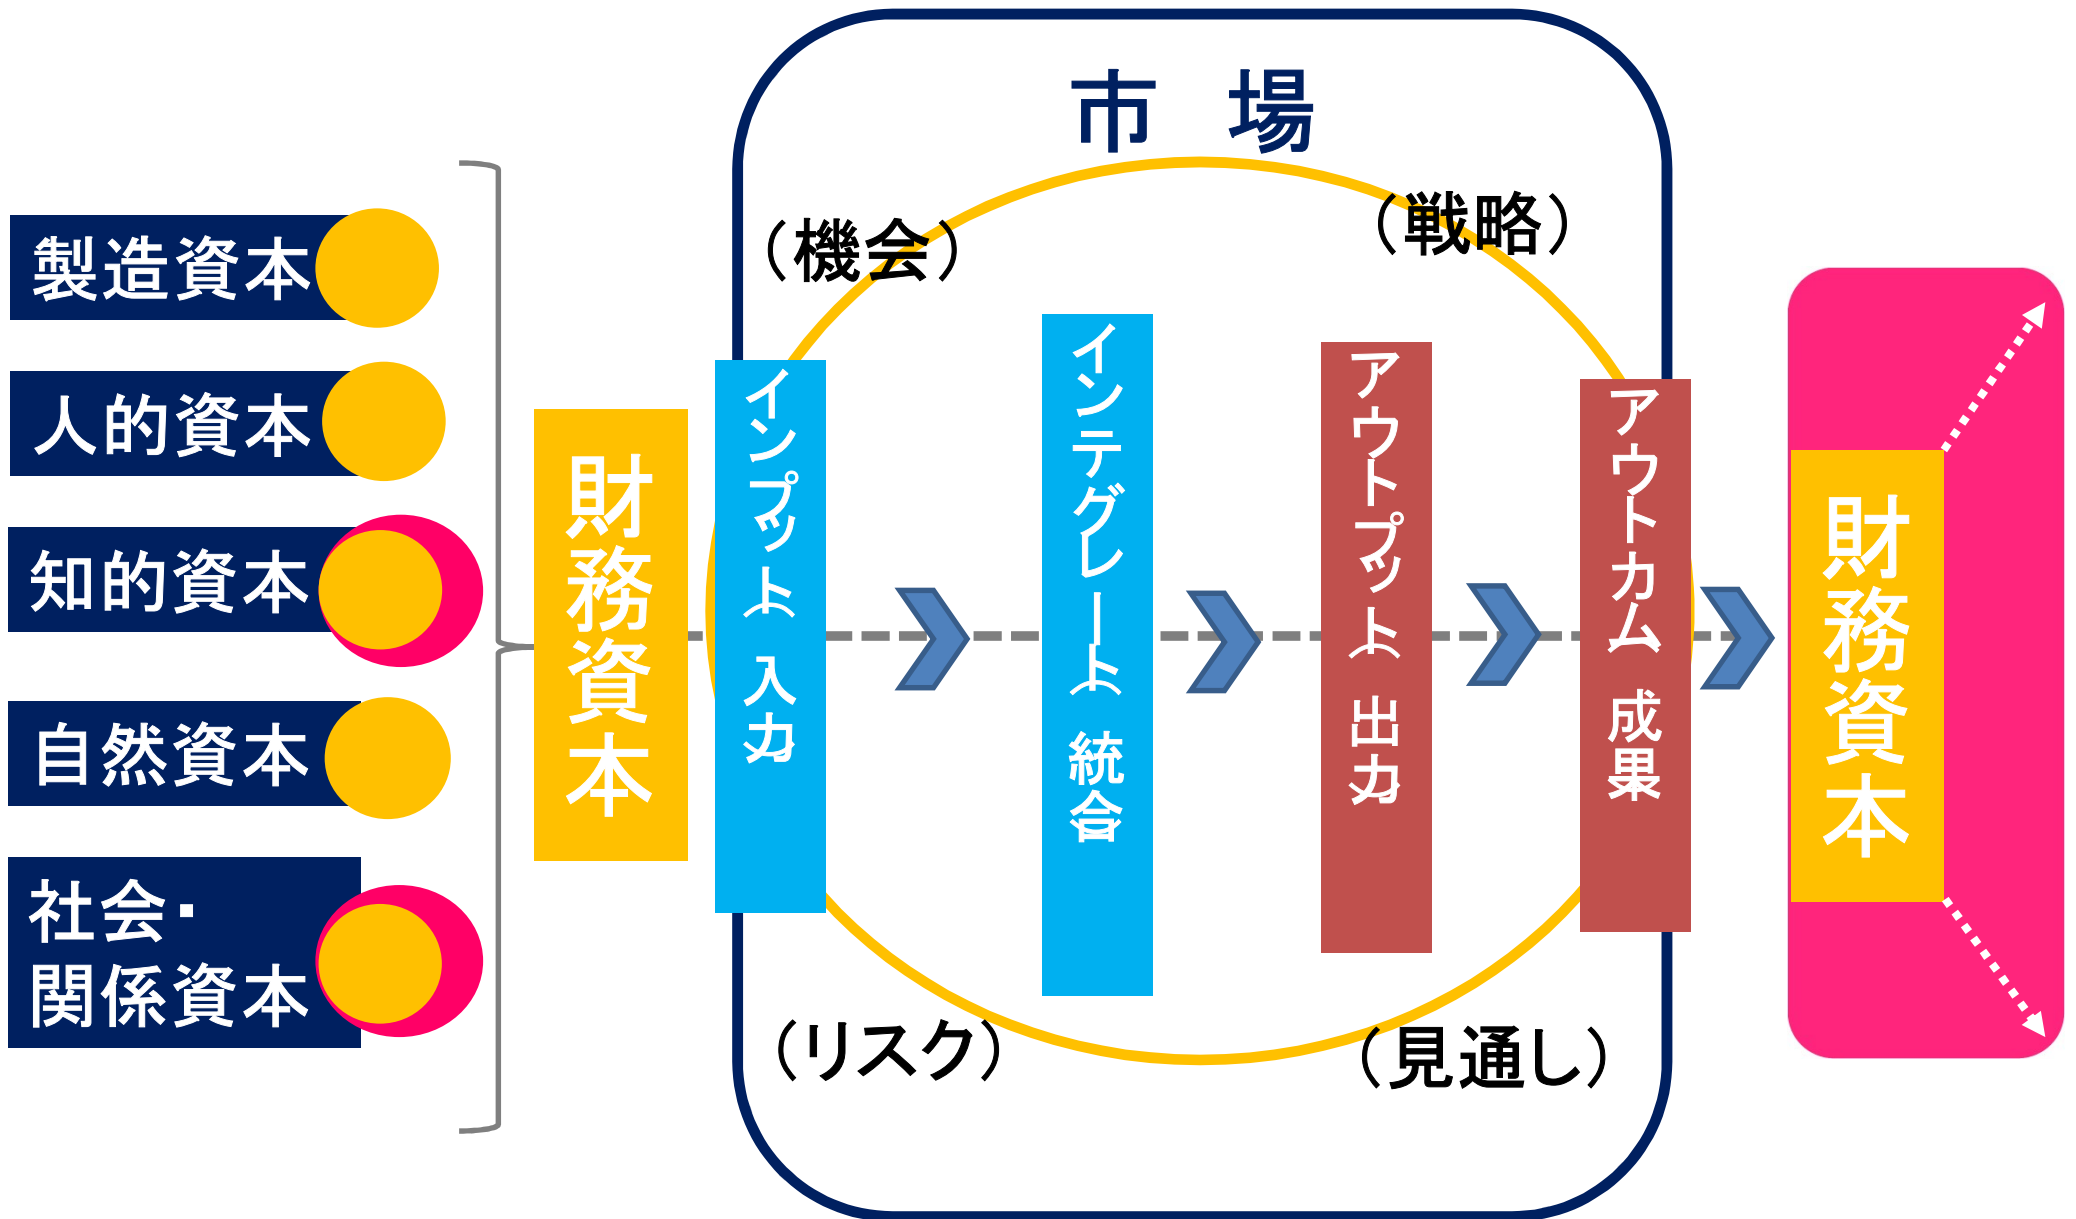 市　場
（機会）
（戦略）
製造資本
人的資本
知的資本
自然資本
社会・
関係資本
財務資本
インプット（入力）
インテグレート（統合）
アウトプット（出力）
アウトカム（成果
財務資本
（リスク）
（見通し）